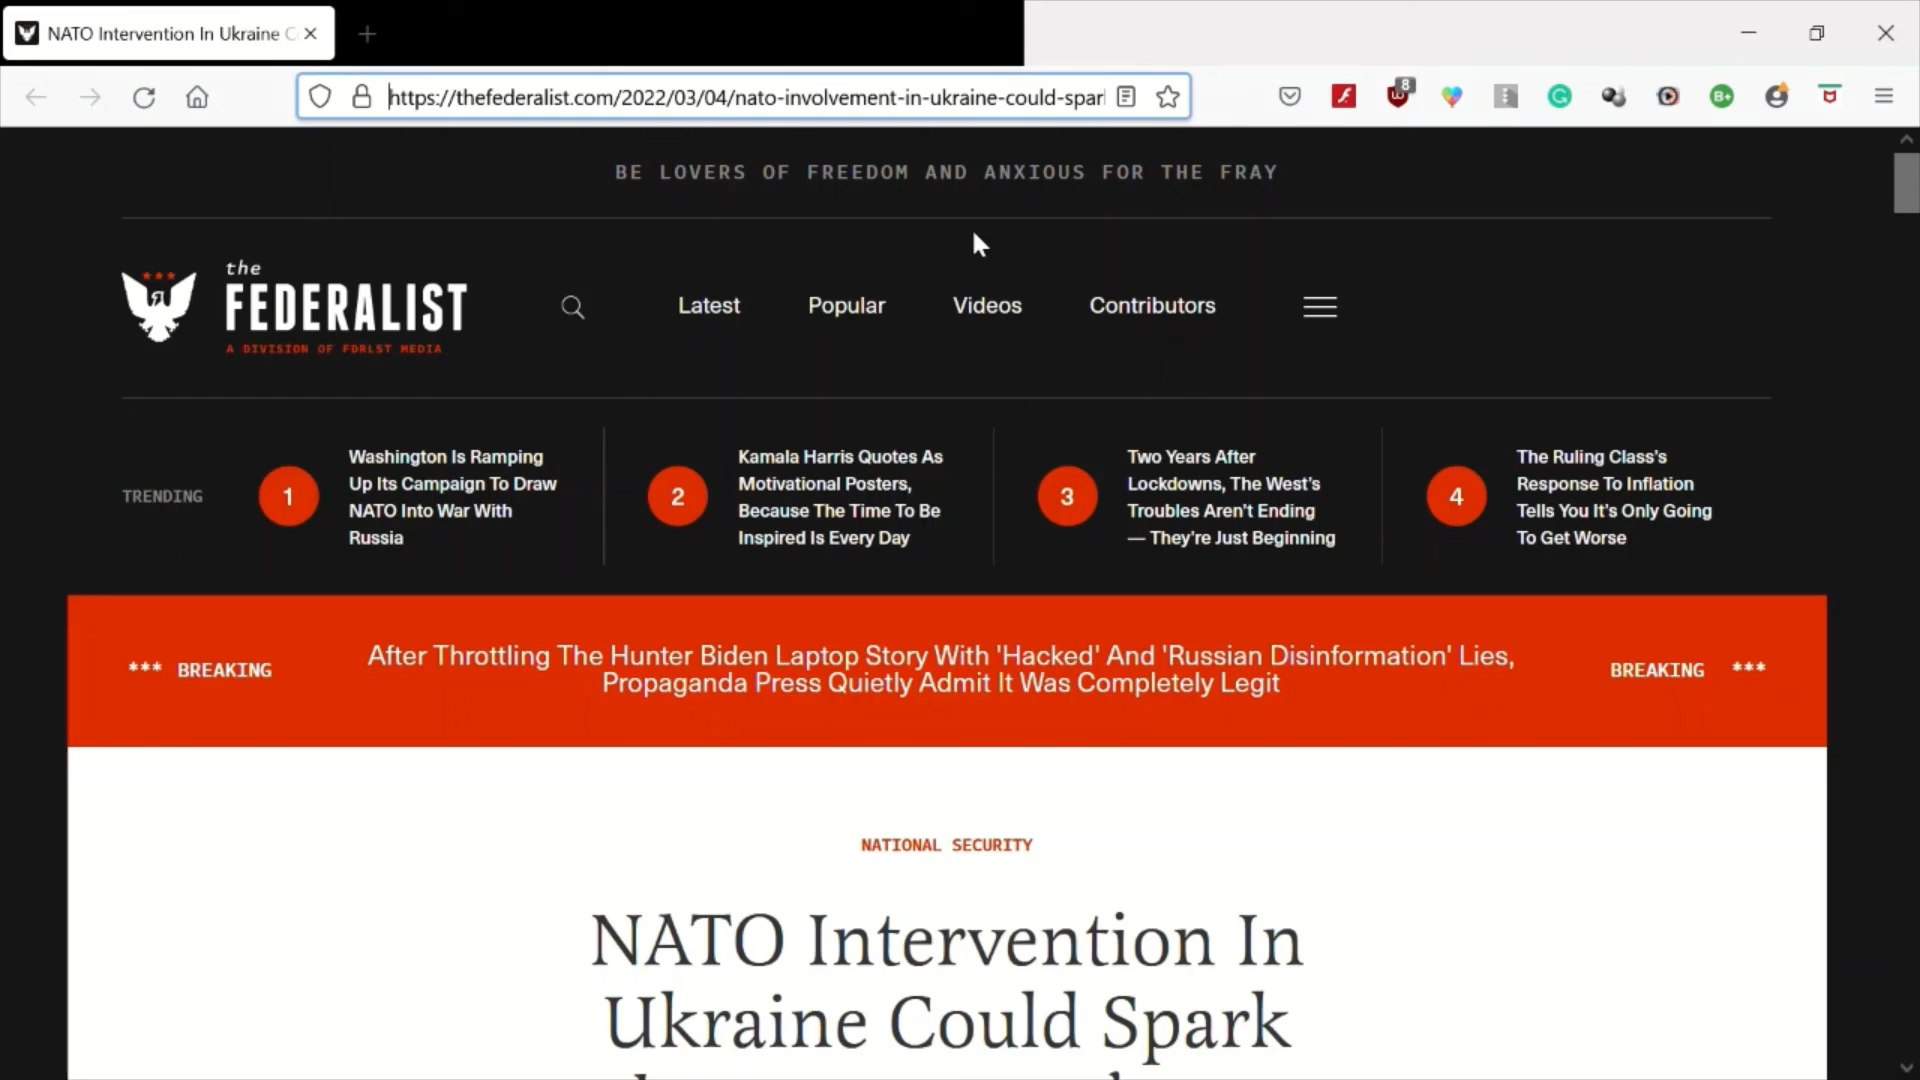 NATO Intervention In Ukraine C
https://thefederalist.com/2022/03/04/nato-involvement-in-ukraine-could-spar
8
BE LOVERS OF FREEDOM AND ANXIOUS FOR THE FRAY
the
FEDERALIST
A DIVISION OF FDRLST MEDIA
Latest
Popular
Videos
Contributors
TRENDING
1
Washington Is Ramping
Up Its Campaign To Draw
NATO Into War With
Russia
2
Kamala Harris Quotes As
Motivational Posters,
Because The Time To Be
Inspired Is Every Day
3
Two Years After
Lockdowns, The West's
Troubles Aren't Ending
— They're Just Beginning
4
The Ruling Class's
Response To Inflation
Tells You It's Only Going
To Get Worse
*** BREAKING
After Throttling The Hunter Biden Laptop Story With 'Hacked' And 'Russian Disinformation' Lies,
Propaganda Press Quietly Admit It Was Completely Legit
BREAKING ***
NATIONAL SECURITY
NATO Intervention In
Ukraine Could Spark